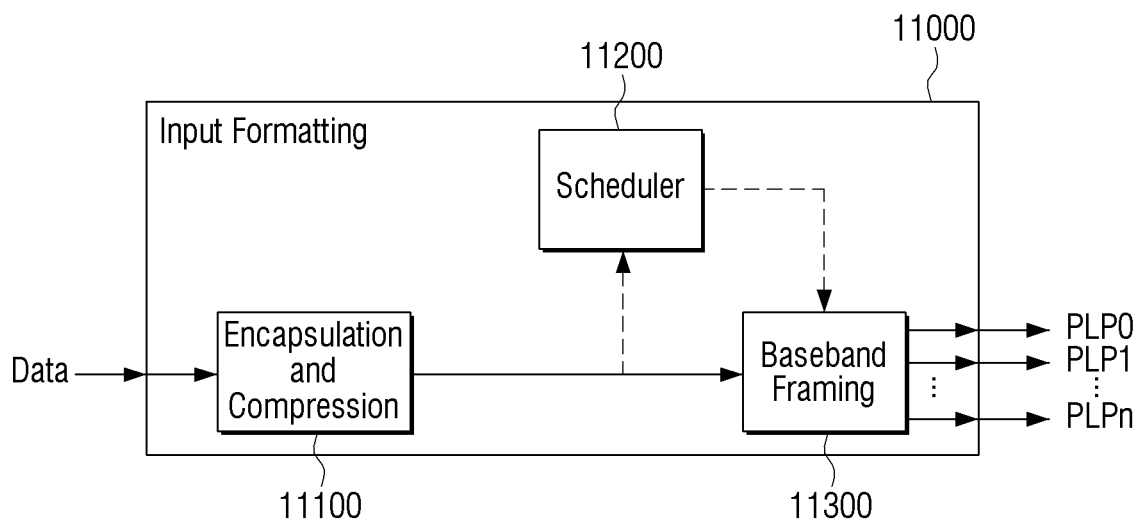 11000
11200
Input Formatting
Scheduler
Encapsulation
and
Compression
Data
Baseband
Framing
PLP0
PLP1
PLPn
11100
11300